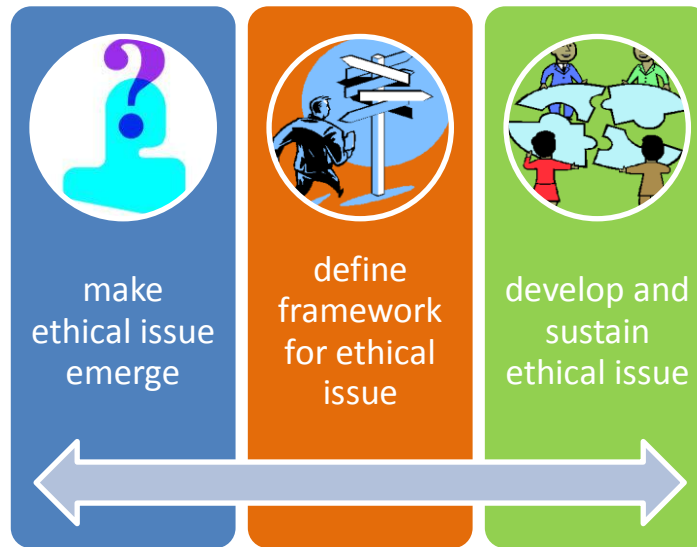 ?
make
ethical issue
emerge
define
framework
for ethical
issue
develop and
sustain
ethical issue